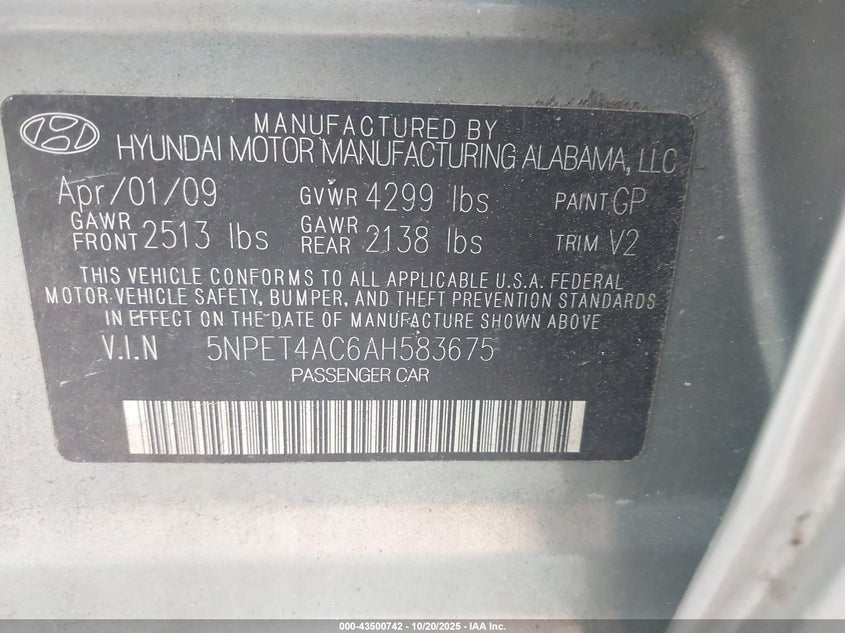 MANUFACTURED BY
HYUNDAI MOTOR MANUFACTURING ALABAMA, LLC
Apr/01/09 GVWR 4299 lbs PAINT GP
GAWR FRONT 2513 lbs GAWR REAR 2138 lbs TRIM V2
THIS VEHICLE CONFORMS TO ALL APPLICABLE U.S.A. FEDERAL
MOTOR VEHICLE SAFETY, BUMPER, AND THEFT PREVENTION STANDARDS
IN EFFECT ON THE DATE OF MANUFACTURE SHOWN ABOVE
V.I.N 5NPET4AC6AH583675
PASSENGER CAR
000-43500742 - 10/20/2025 - IAA Inc.